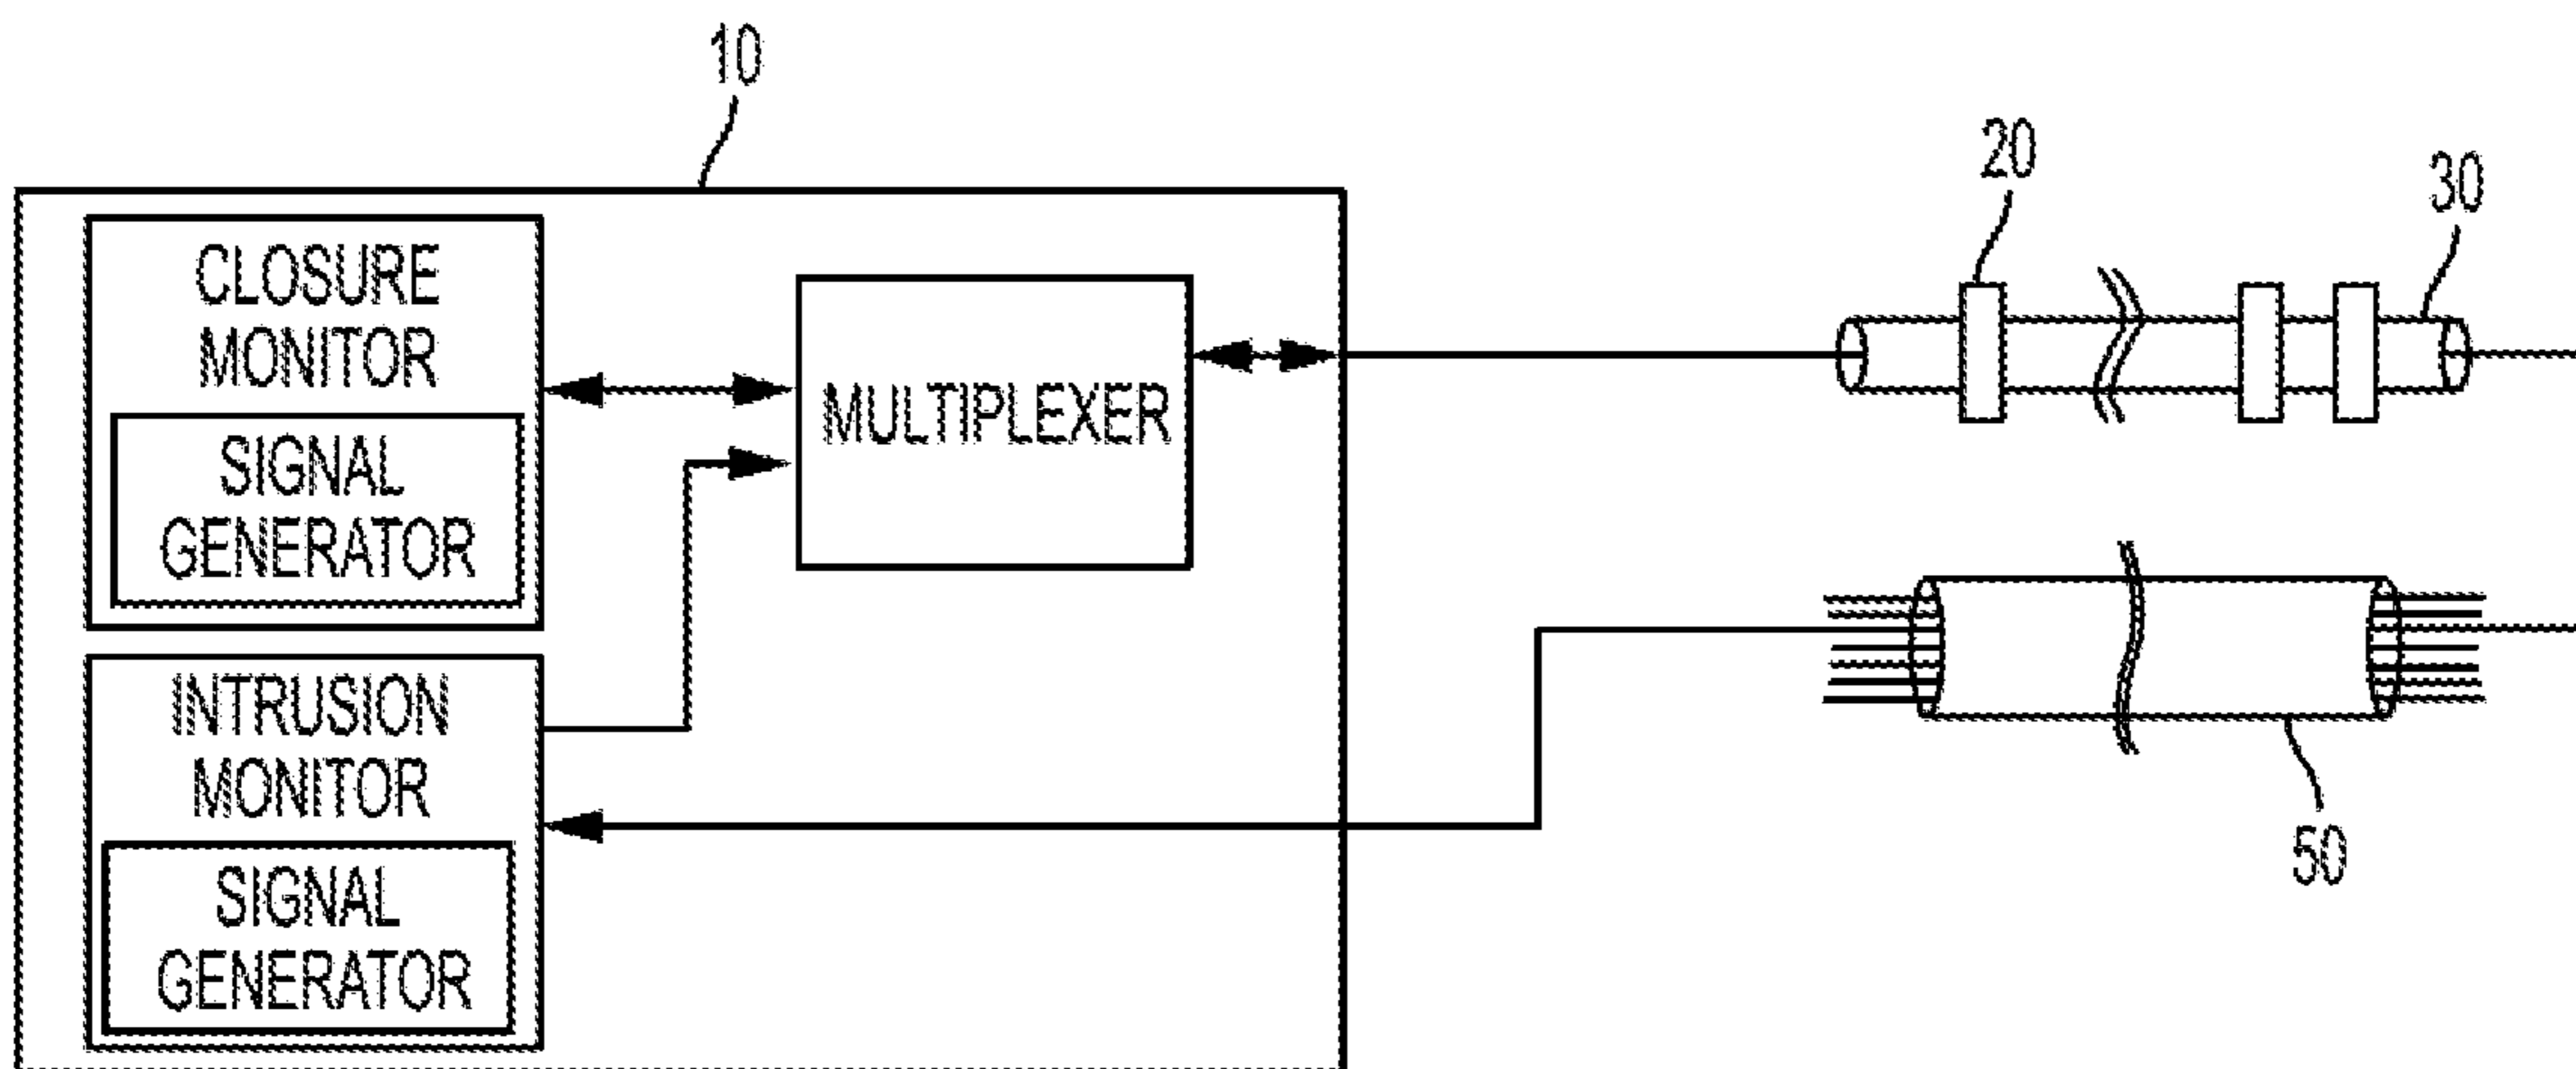 10
20
30
CLOSURE
MONITOR
SIGNAL
GENERATOR
MULTIPLEXER
INTRUSION
MONITOR
SIGNAL
GENERATOR
50